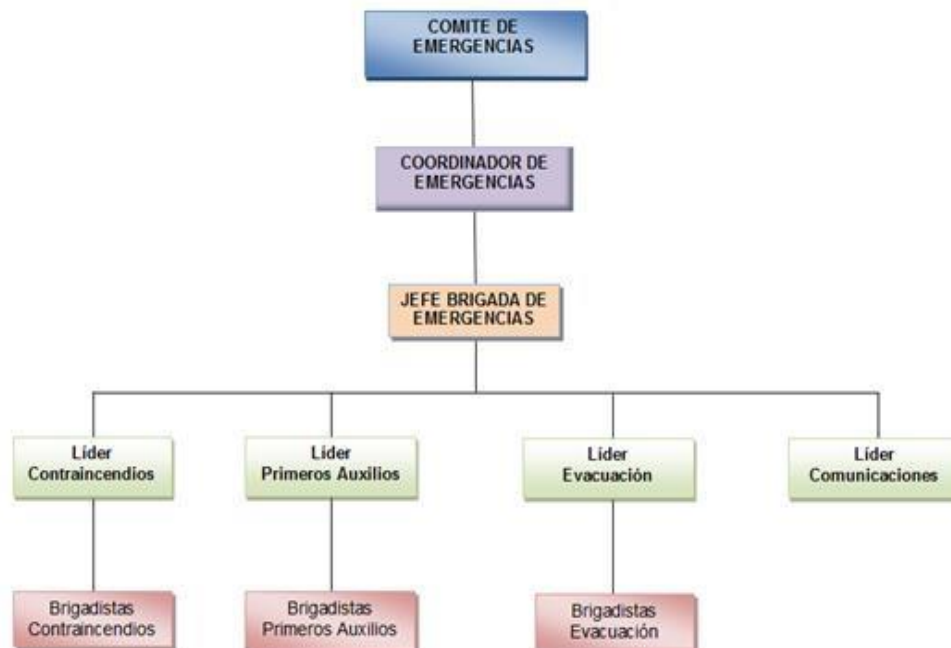 COMITE DE
EMERGENCIAS
COORDINADOR DE
EMERGENCIAS
JEFE BRIGADA DE
EMERGENCIAS
Líder
Contraincendios
Líder
Primeros Auxilios
Líder
Evacuación
Líder
Comunicaciones
Brigadistas
Contraincendios
Brigadistas
Primeros Auxilios
Brigadistas
Evacuación